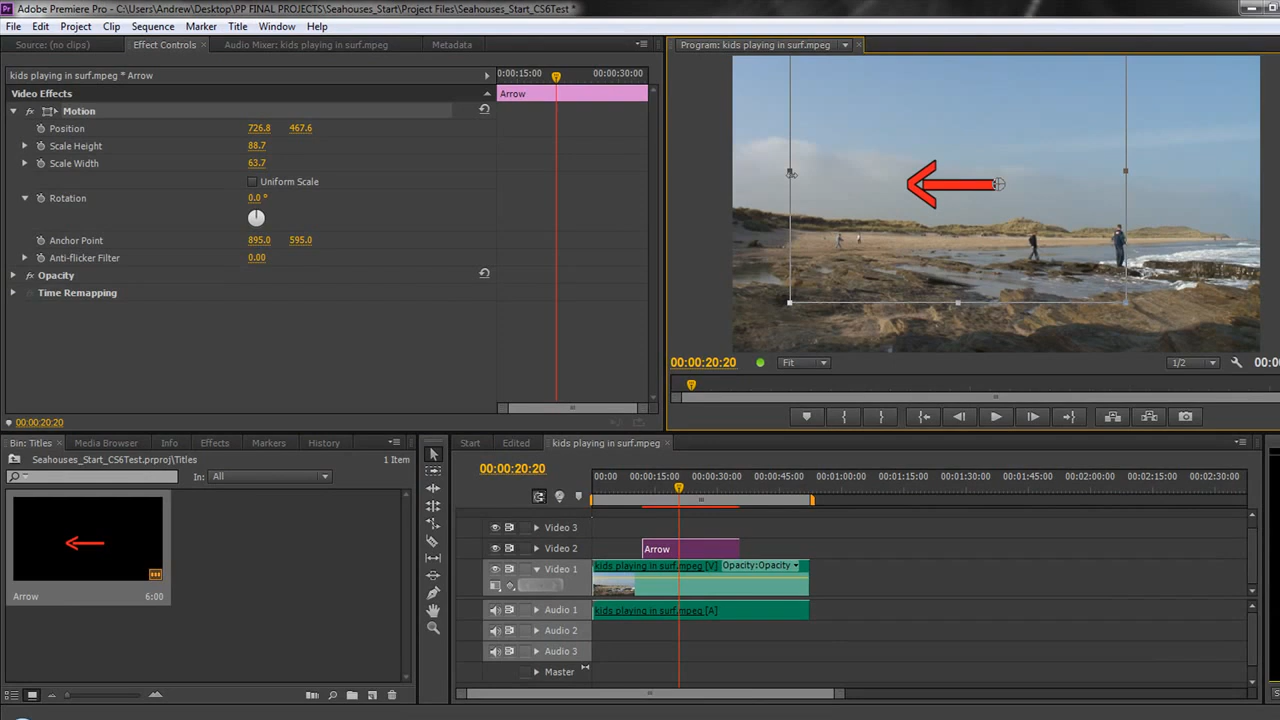 Adobe Premiere Pro - C:\Users\Andrew\Desktop\PP FINAL PROJECTS\Seahouses_Start\Project Files\Seahouses_Start_CS6Test *
File Edit Project Clip Sequence Marker Title Window Help
Source: (no clips) Effect Controls Audio Mixer: kids playing in surf.mpeg Metadata
Program: kids playing in surf.mpeg
kids playing in surf.mpeg * Arrow
0:00:15:00 00:00:30:00
Video Effects
Arrow
Motion
Position 726.8 467.6
Scale Height 88.7
Scale Width 63.7
Uniform Scale
Rotation 0.0 °
Anchor Point 895.0 595.0
Anti-flicker Filter 0.00
Opacity
Time Remapping
00:00:20:20
00:00:20:20 Fit 1/2 00:0
Bin: Titles Media Browser Info Effects Markers History
Seahouses_Start_CS6Test.prproj\Titles 1 Item
In: All
Arrow 6:00
Start Edited kids playing in surf.mpeg
00:00:20:20
00:00 00:00:15:00 00:00:30:00 00:00:45:00 00:01:00:00 00:01:15:00 00:01:30:00 00:01:45:00 00:02:00:00 00:02:15:00 00:02:30:00
Video 3
Video 2 Arrow
Video 1 kids playing in surf.mpeg [V] Opacity:Opacity
Audio 1 kids playing in surf.mpeg [A]
Audio 2
Audio 3
Master